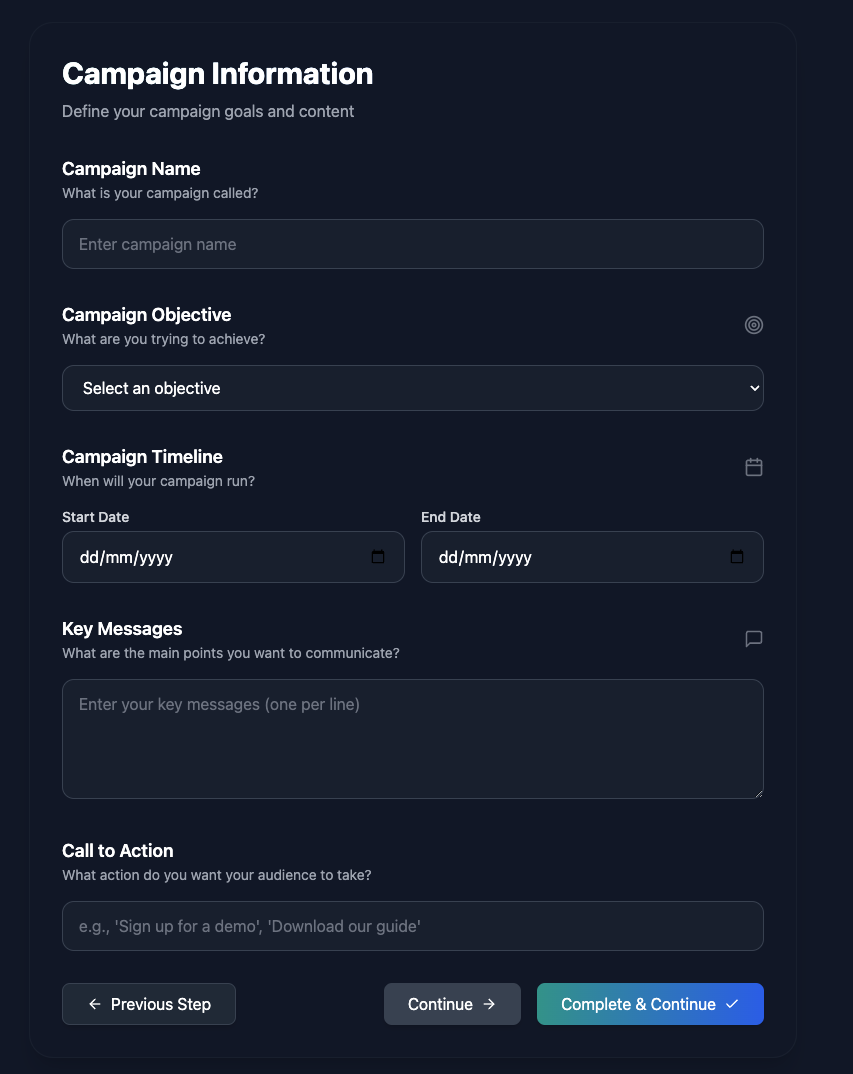 Campaign Information
Define your campaign goals and content
Campaign Name
What is your campaign called?
Enter campaign name
Campaign Objective
What are you trying to achieve?
Select an objective
Campaign Timeline
When will your campaign run?
Start Date
End Date
dd/mm/yyyy
dd/mm/yyyy
Key Messages
What are the main points you want to communicate?
Enter your key messages (one per line)
Call to Action
What action do you want your audience to take?
e.g., 'Sign up for a demo', 'Download our guide'
Previous Step
Continue
Complete & Continue